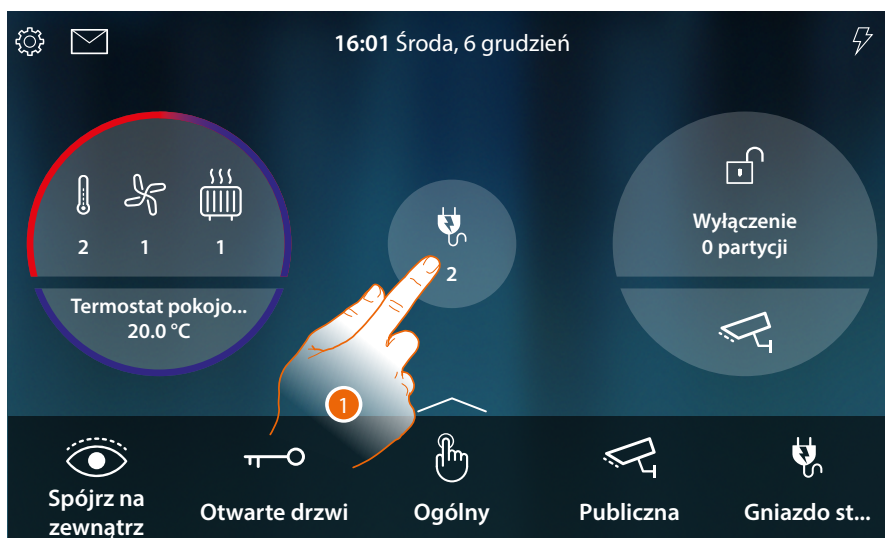 16:01 Środa, 6 grudzień
2 1 1
Termostat pokojo...
20.0 °C
2
1
Wyłączenie
0 partycji
Spójrz na
zewnątrz
Otwarte drzwi
Ogólny
Publiczna
Gniazdo st...